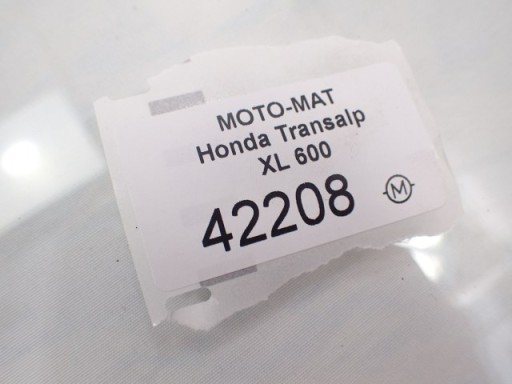 MOTO-MAT
Honda Transalp
XL 600
42208
M